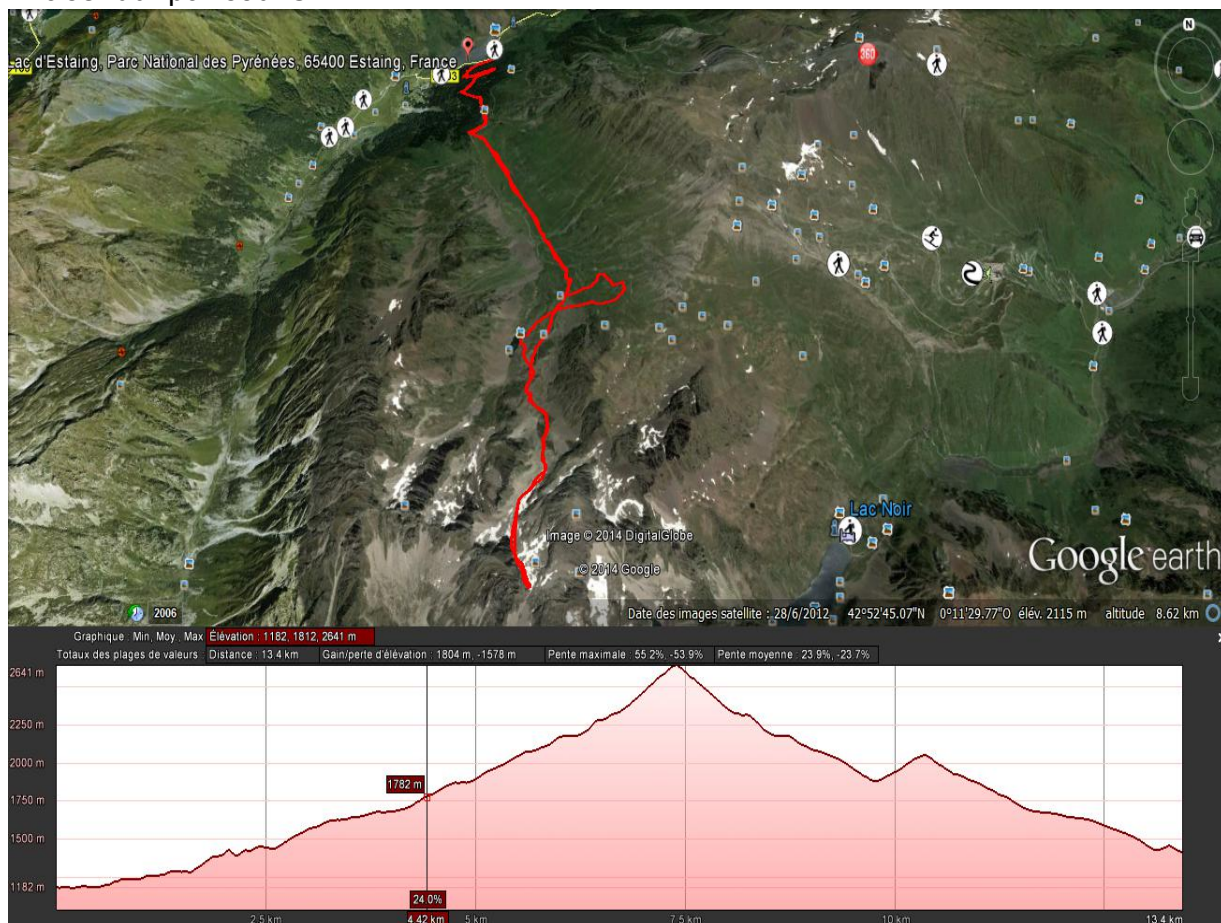 Lac d'Estaing, Parc National des Pyrénées, 65400 Estaing, France
N
360
Lac Noir
Image © 2014 DigitalGlobe
© 2014 Google
Google earth
2006
Date des images satellite : 28/6/2012 42°52'45.07"N 0°11'29.77"O élév. 2115 m altitude 8.62 km
Graphique : Min, Moy, Max Élévation : 1182, 1812, 2641 m
Totaux des plages de valeurs : Distance : 13.4 km Gain/perte d'élévation : 1804 m, -1578 m Pente maximale : 55.2%, -53.9% Pente moyenne : 23.9%, -23.7%
2641 m
2250 m
2000 m
1782 m
1750 m
1500 m
1182 m
24.0%
2.5 km 4.42 km 5 km 7.5 km 10 km 13.4 km